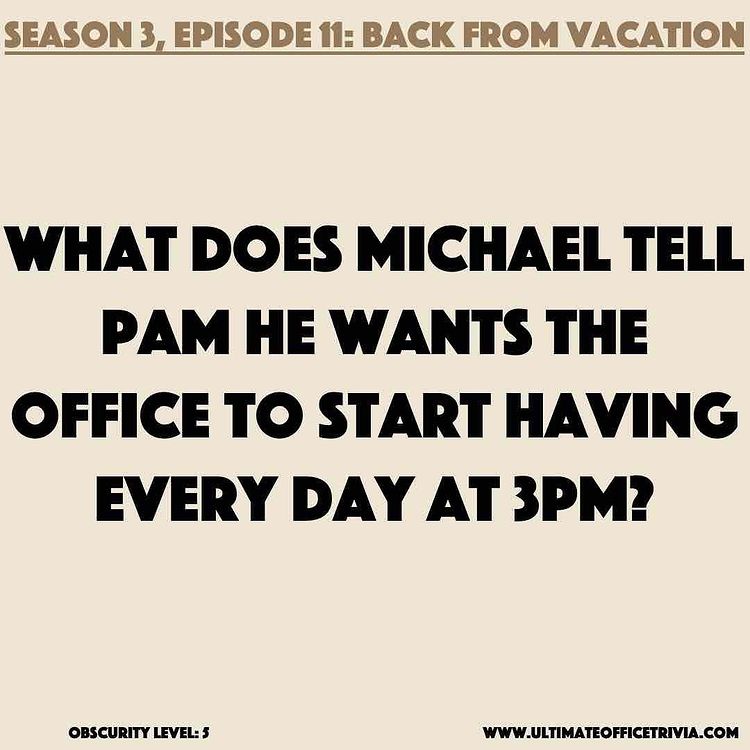 SEASON 3, EPISODE 11: BACK FROM VACATION
WHAT DOES MICHAEL TELL
PAM HE WANTS THE
OFFICE TO START HAVING
EVERY DAY AT 3PM?
OBSCURITY LEVEL: 5
WWW.ULTIMATEOFFICETRIVIA.COM